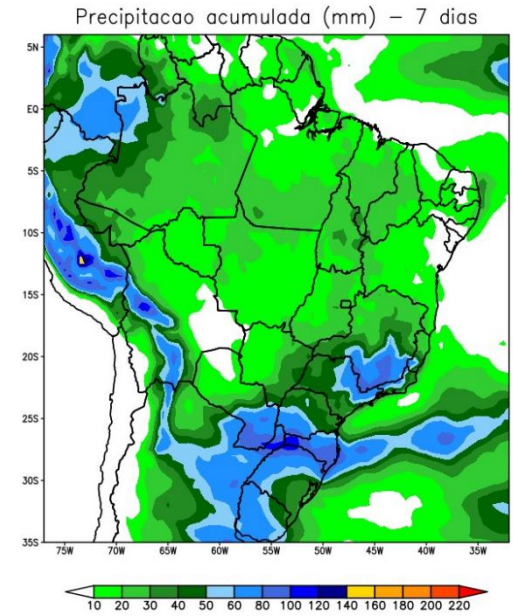 Precipitacao acumulada (mm) – 7 dias
5N
EQ
5S
10S
15S
20S
25S
30S
35S
75W 70W 65W 60W 55W 50W 45W 40W 35W
10 20 30 40 50 60 80 100 120 140 160 180 200 220